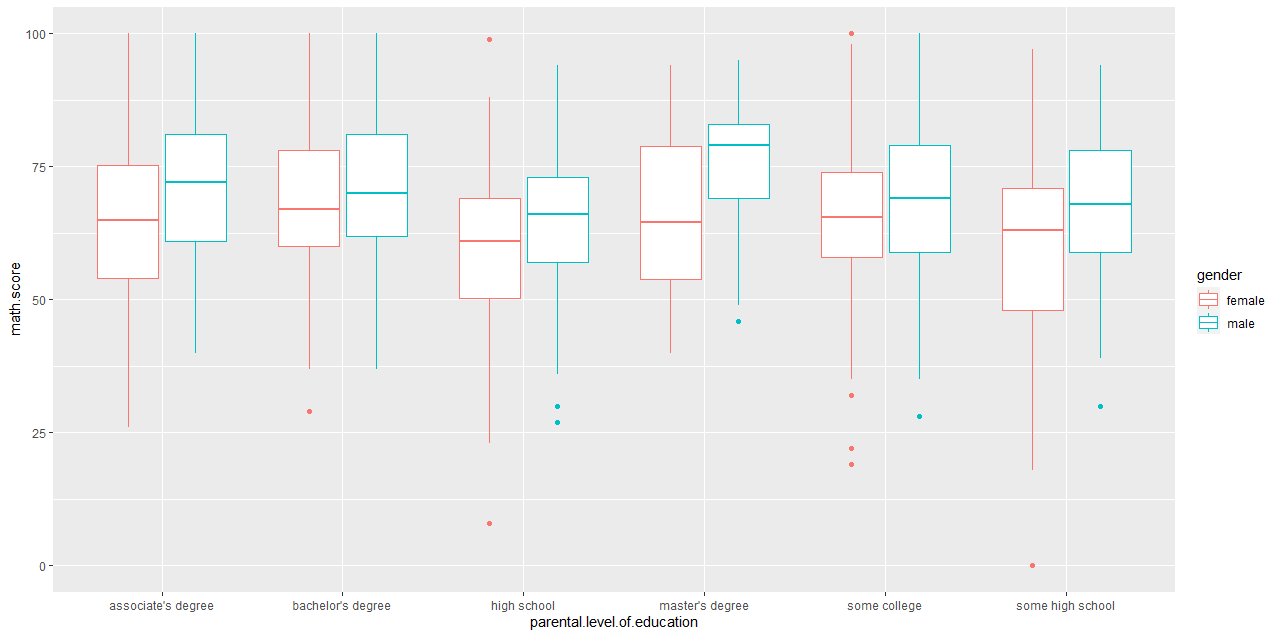 100
75
50
25
0
math.score
associate's degree
bachelor's degree
high school
master's degree
some college
some high school
parental.level.of.education
gender
female
male